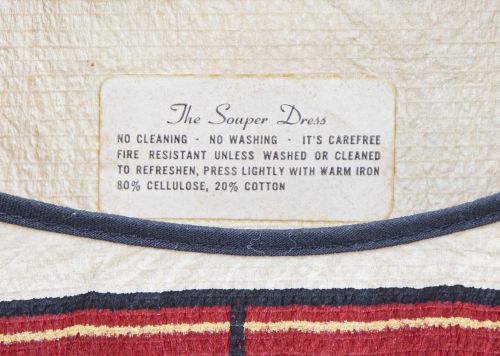 The Souper Dress
NO CLEANING - NO WASHING - IT'S CAREFREE
FIRE RESISTANT UNLESS WASHED OR CLEANED
TO REFRESHEN, PRESS LIGHTLY WITH WARM IRON
80% CELLULOSE, 20% COTTON